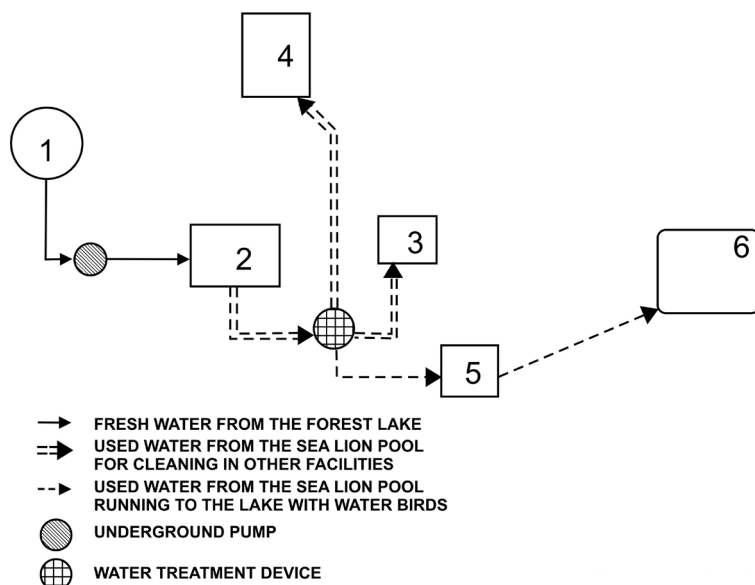 4
1
3
2
6
5
FRESH WATER FROM THE FOREST LAKE
USED WATER FROM THE SEA LION POOL
FOR CLEANING IN OTHER FACILITIES
USED WATER FROM THE SEA LION POOL
RUNNING TO THE LAKE WITH WATER BIRDS
UNDERGROUND PUMP
WATER TREATMENT DEVICE